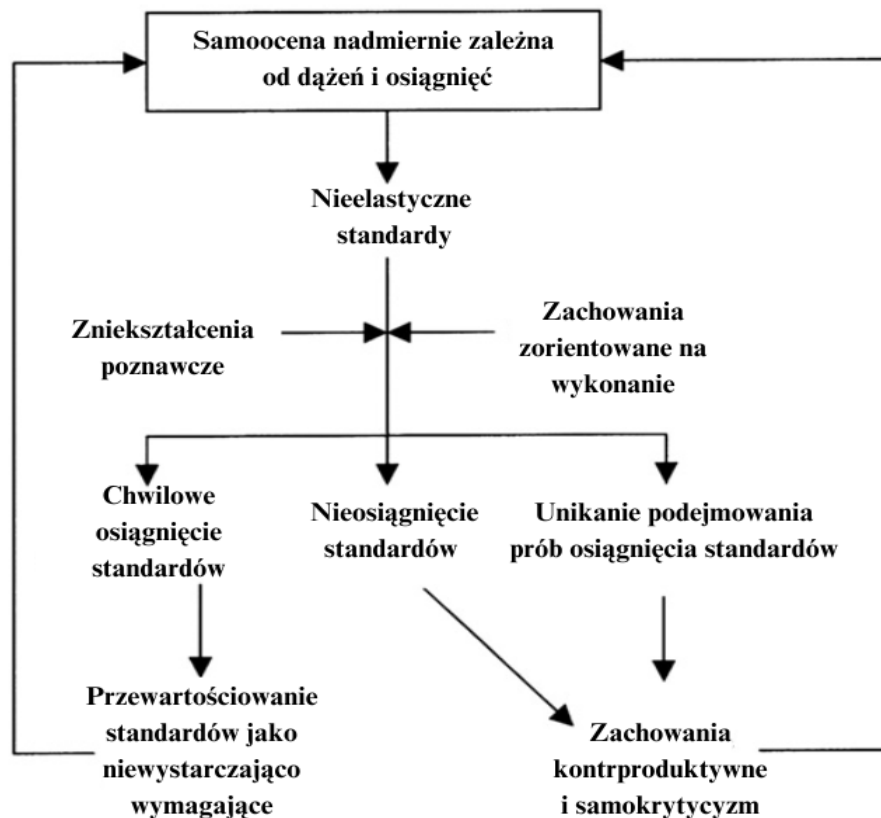 Samoocena nadmiernie zależna
od dążeń i osiągnięć
Nieelastyczne
standardy
Zniekształcenia
poznawcze
Zachowania
zorientowane na
wykonanie
Chwilowe
osiągnięcie
standardów
Nieosiągnięcie
standardów
Unikanie podejmowania
prób osiągnięcia standardów
Przewartościowanie
standardów jako
niewystarczająco
wymagające
Zachowania
kontrproduktywne
i samokrytycyzm